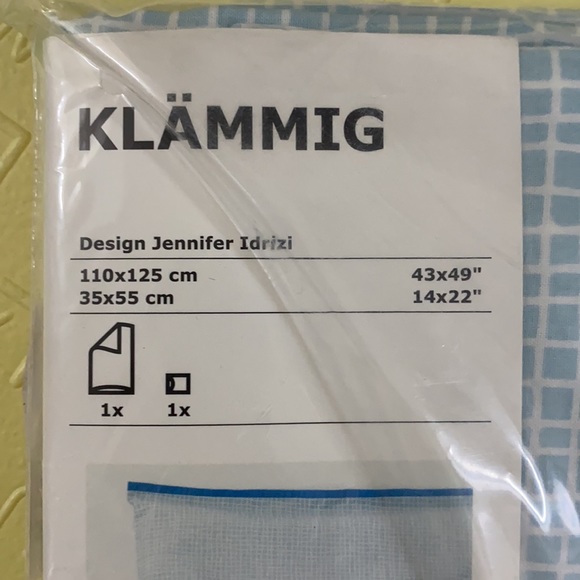 KLÄMMIG
Design Jennifer Idrizi
110x125 cm 43x49"
35x55 cm 14x22"
1x 1x